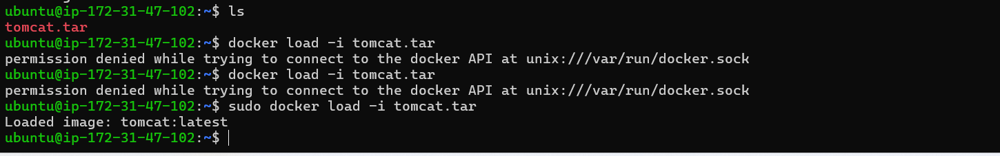 ubuntu@ip-172-31-47-102:~$ ls
tomcat.tar
ubuntu@ip-172-31-47-102:~$ docker load -i tomcat.tar
permission denied while trying to connect to the docker API at unix:///var/run/docker.sock
ubuntu@ip-172-31-47-102:~$ docker load -i tomcat.tar
permission denied while trying to connect to the docker API at unix:///var/run/docker.sock
ubuntu@ip-172-31-47-102:~$ sudo docker load -i tomcat.tar
Loaded image: tomcat:latest
ubuntu@ip-172-31-47-102:~$